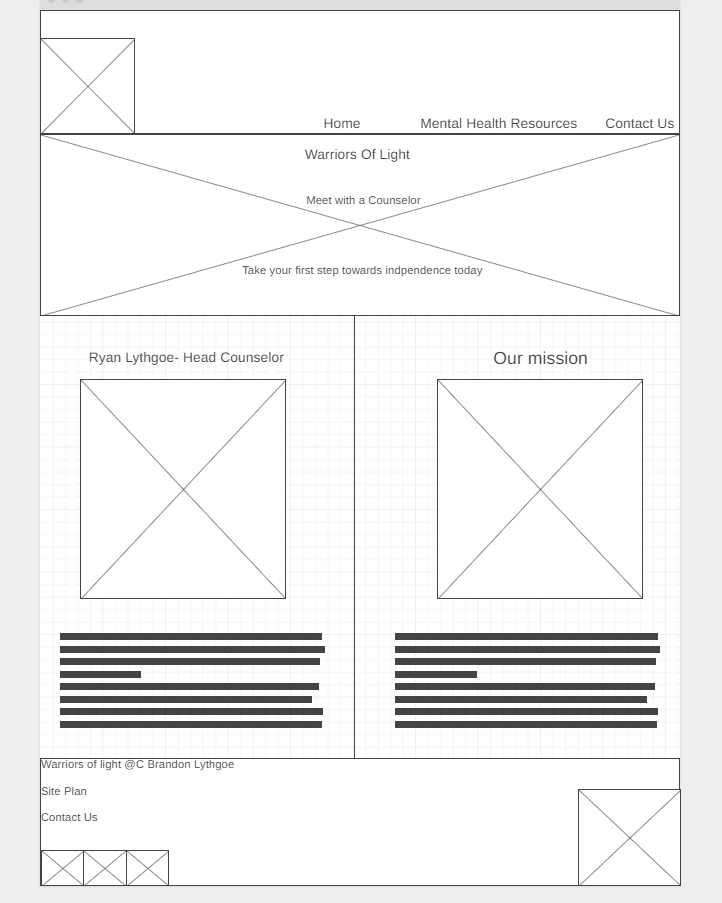 Home
Mental Health Resources
Contact Us
Warriors Of Light
Meet with a Counselor
Take your first step towards indpendence today
Ryan Lythgoe- Head Counselor
Our mission
Warriors of light @C Brandon Lythgoe
Site Plan
Contact Us